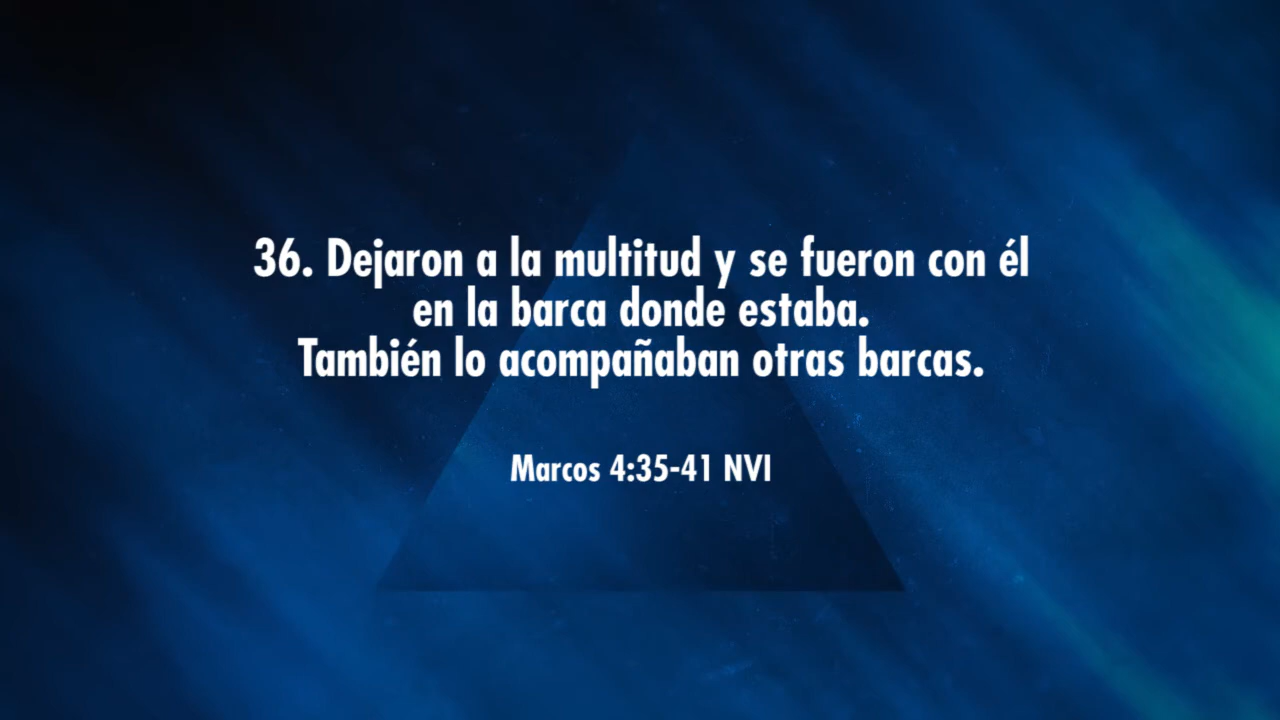 36. Dejaron a la multitud y se fueron con él
en la barca donde estaba.
También lo acompañaban otras barcas.
Marcos 4:35-41 NVI